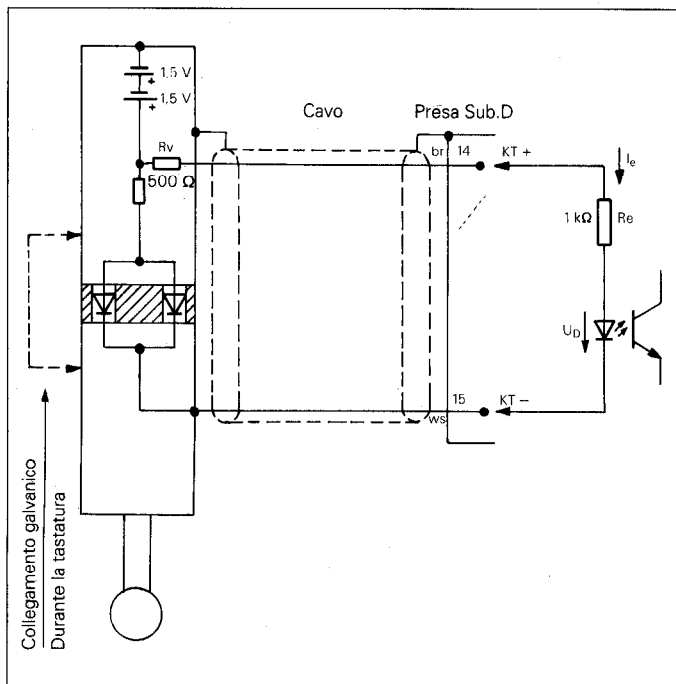 1,5 V
1,5 V
Cavo
Presa Sub.D
Rv
500 Ω
br
14
KT +
Ie
1 kΩ
Re
UD
15
KT −
ws
Collegamento galvanico
Durante la tastatura